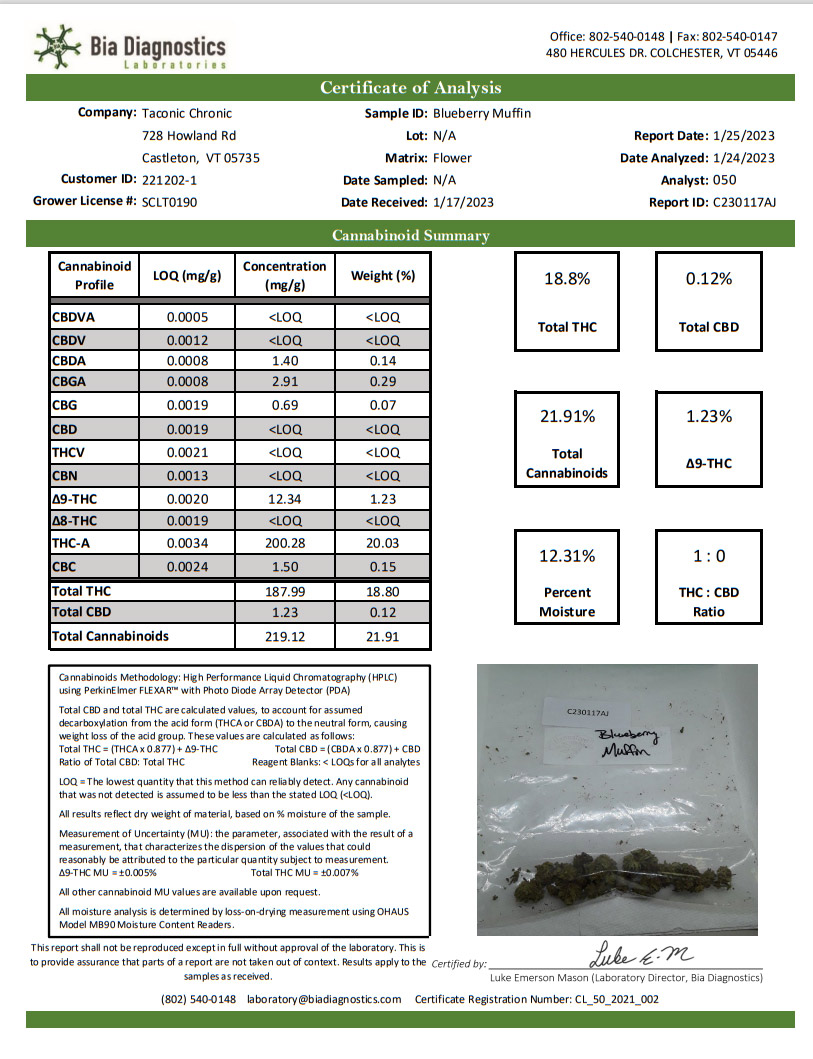 Bia Diagnostics
Laboratories
Office: 802-540-0148 | Fax: 802-540-0147
480 HERCULES DR. COLCHESTER, VT 05446
Certificate of Analysis
Company: Taconic Chronic
728 Howland Rd
Castleton, VT 05735
Customer ID: 221202-1
Grower License #: SCLT0190
Sample ID: Blueberry Muffin
Lot: N/A
Matrix: Flower
Date Sampled: N/A
Date Received: 1/17/2023
Report Date: 1/25/2023
Date Analyzed: 1/24/2023
Analyst: 050
Report ID: C230117AJ
Cannabinoid Summary
Cannabinoid Profile LOQ (mg/g) Concentration (mg/g) Weight (%)
CBDVA 0.0005 <LOQ <LOQ
CBDV 0.0012 <LOQ <LOQ
CBDA 0.0008 1.40 0.14
CBGA 0.0008 2.91 0.29
CBG 0.0019 0.69 0.07
CBD 0.0019 <LOQ <LOQ
THCV 0.0021 <LOQ <LOQ
CBN 0.0013 <LOQ <LOQ
Δ9-THC 0.0020 12.34 1.23
Δ8-THC 0.0019 <LOQ <LOQ
THC-A 0.0034 200.28 20.03
CBC 0.0024 1.50 0.15
Total THC 187.99 18.80
Total CBD 1.23 0.12
Total Cannabinoids 219.12 21.91
18.8%
Total THC
0.12%
Total CBD
21.91%
Total
Cannabinoids
1.23%
Δ9-THC
12.31%
Percent
Moisture
1 : 0
THC : CBD
Ratio
Cannabinoids Methodology: High Performance Liquid Chromatography (HPLC)
using PerkinElmer FLEXAR™ with Photo Diode Array Detector (PDA)
Total CBD and total THC are calculated values, to account for assumed
decarboxylation from the acid form (THCA or CBDA) to the neutral form, causing
weight loss of the acid group. These values are calculated as follows:
Total THC = (THCA x 0.877) + Δ9-THC Total CBD = (CBDA x 0.877) + CBD
Ratio of Total CBD: Total THC Reagent Blanks: < LOQs for all analytes
LOQ = The lowest quantity that this method can reliably detect. Any cannabinoid
that was not detected is assumed to be less than the stated LOQ (<LOQ).
All results reflect dry weight of material, based on % moisture of the sample.
Measurement of Uncertainty (MU): the parameter, associated with the result of a
measurement, that characterizes the dispersion of the values that could
reasonably be attributed to the particular quantity subject to measurement.
Δ9-THC MU = ±0.005% Total THC MU = ±0.007%
All other cannabinoid MU values are available upon request.
All moisture analysis is determined by loss-on-drying measurement using OHAUS
Model MB90 Moisture Content Readers.
C230117AJ
Blueberry
Muffin
This report shall not be reproduced except in full without approval of the laboratory. This is
to provide assurance that parts of a report are not taken out of context. Results apply to the
samples as received.
Certified by: Luke E. M
Luke Emerson Mason (Laboratory Director, Bia Diagnostics)
(802) 540-0148 laboratory@biadiagnostics.com Certificate Registration Number: CL_50_2021_002